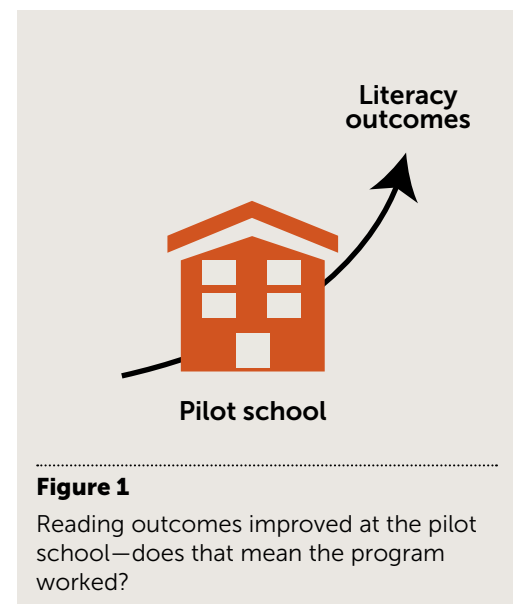 Literacy
outcomes
Pilot school
Figure 1
Reading outcomes improved at the pilot
school—does that mean the program
worked?